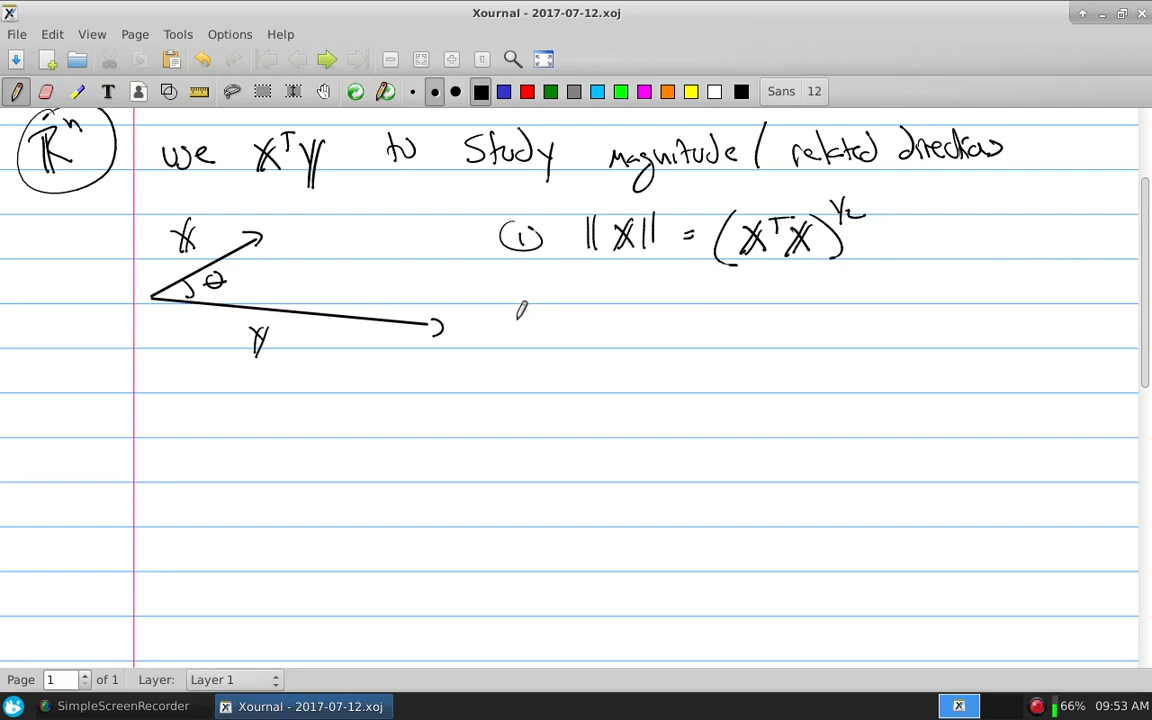 Xournal - 2017-07-12.xoj
File Edit View Page Tools Options Help
Sans 12
ℝⁿ use 𝕏ᵀ𝕐 to study magnitude / related directions
𝕏 ① ‖𝕏‖ = (𝕏ᵀ𝕏)^½
θ
𝕐
Page 1 of 1 Layer: Layer 1
SimpleScreenRecorder Xournal - 2017-07-12.xoj 66% 09:53 AM